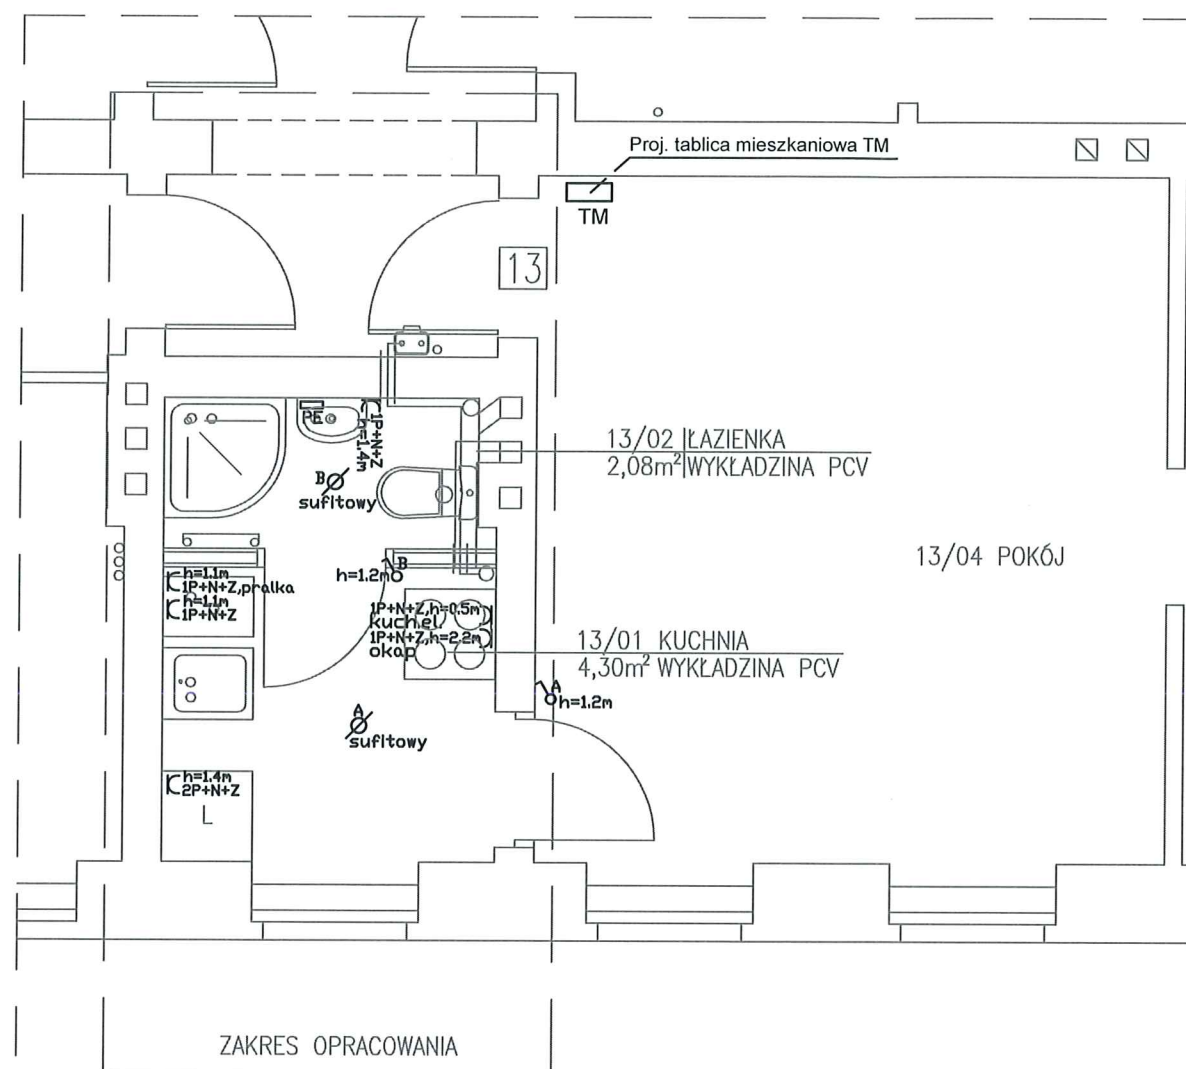 Proj. tablica mieszkaniowa TM
TM
13
PE
1P+N+Z
h=1.4m
13/02 ŁAZIENKA
2,08m² WYKŁADZINA PCV
B
sufitowy
13/04 POKÓJ
B
h=1.2m
h=1.1m
1P+N+Z,pralka
h=1.1m
1P+N+Z
1P+N+Z,h=0.5m
kuch.el.
1P+N+Z,h=2.2m
okap
13/01 KUCHNIA
4,30m² WYKŁADZINA PCV
A
h=1.2m
A
sufitowy
h=1.4m
2P+N+Z
L
ZAKRES OPRACOWANIA